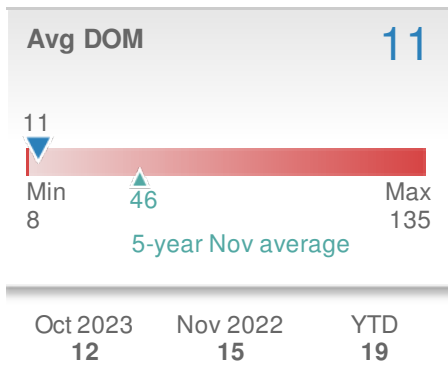 Avg DOM 11
11
Min Max
8 46 135
5-year Nov average
Oct 2023 Nov 2022 YTD
12 15 19